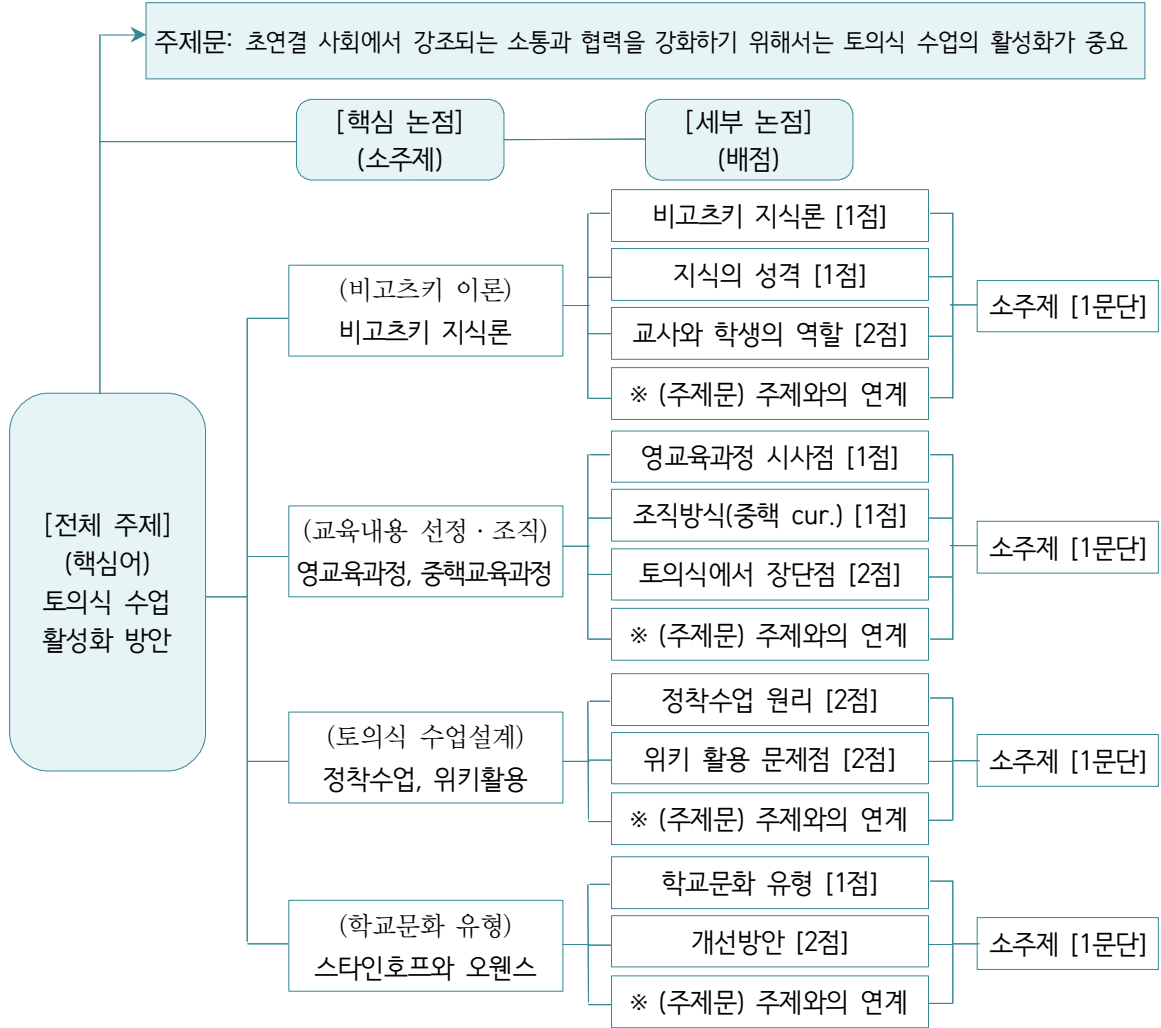 주제문: 초연결 사회에서 강조되는 소통과 협력을 강화하기 위해서는 토의식 수업의 활성화가 중요
[핵심 논점]
(소주제)
[세부 논점]
(배점)
[전체 주제]
(핵심어)
토의식 수업
활성화 방안
(비고츠키 이론)
비고츠키 지식론
비고츠키 지식론 [1점]
지식의 성격 [1점]
교사와 학생의 역할 [2점]
※ (주제문) 주제와의 연계
소주제 [1문단]
(교육내용 선정 · 조직)
영교육과정, 중핵교육과정
영교육과정 시사점 [1점]
조직방식(중핵 cur.) [1점]
토의식에서 장단점 [2점]
※ (주제문) 주제와의 연계
소주제 [1문단]
(토의식 수업설계)
정착수업, 위키활용
정착수업 원리 [2점]
위키 활용 문제점 [2점]
※ (주제문) 주제와의 연계
소주제 [1문단]
(학교문화 유형)
스타인호프와 오웬스
학교문화 유형 [1점]
개선방안 [2점]
※ (주제문) 주제와의 연계
소주제 [1문단]